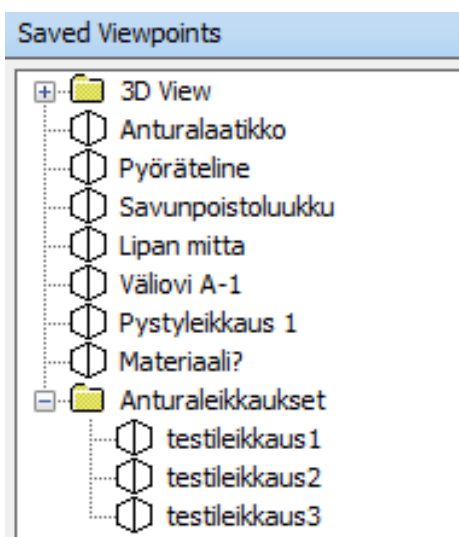 Saved Viewpoints
3D View
Anturalaatikko
Pyöräteline
Savunpoistoluukku
Lipan mitta
Väliovi A-1
Pystyleikkaus 1
Materiaali?
Anturaleikkaukset
testileikkaus1
testileikkaus2
testileikkaus3